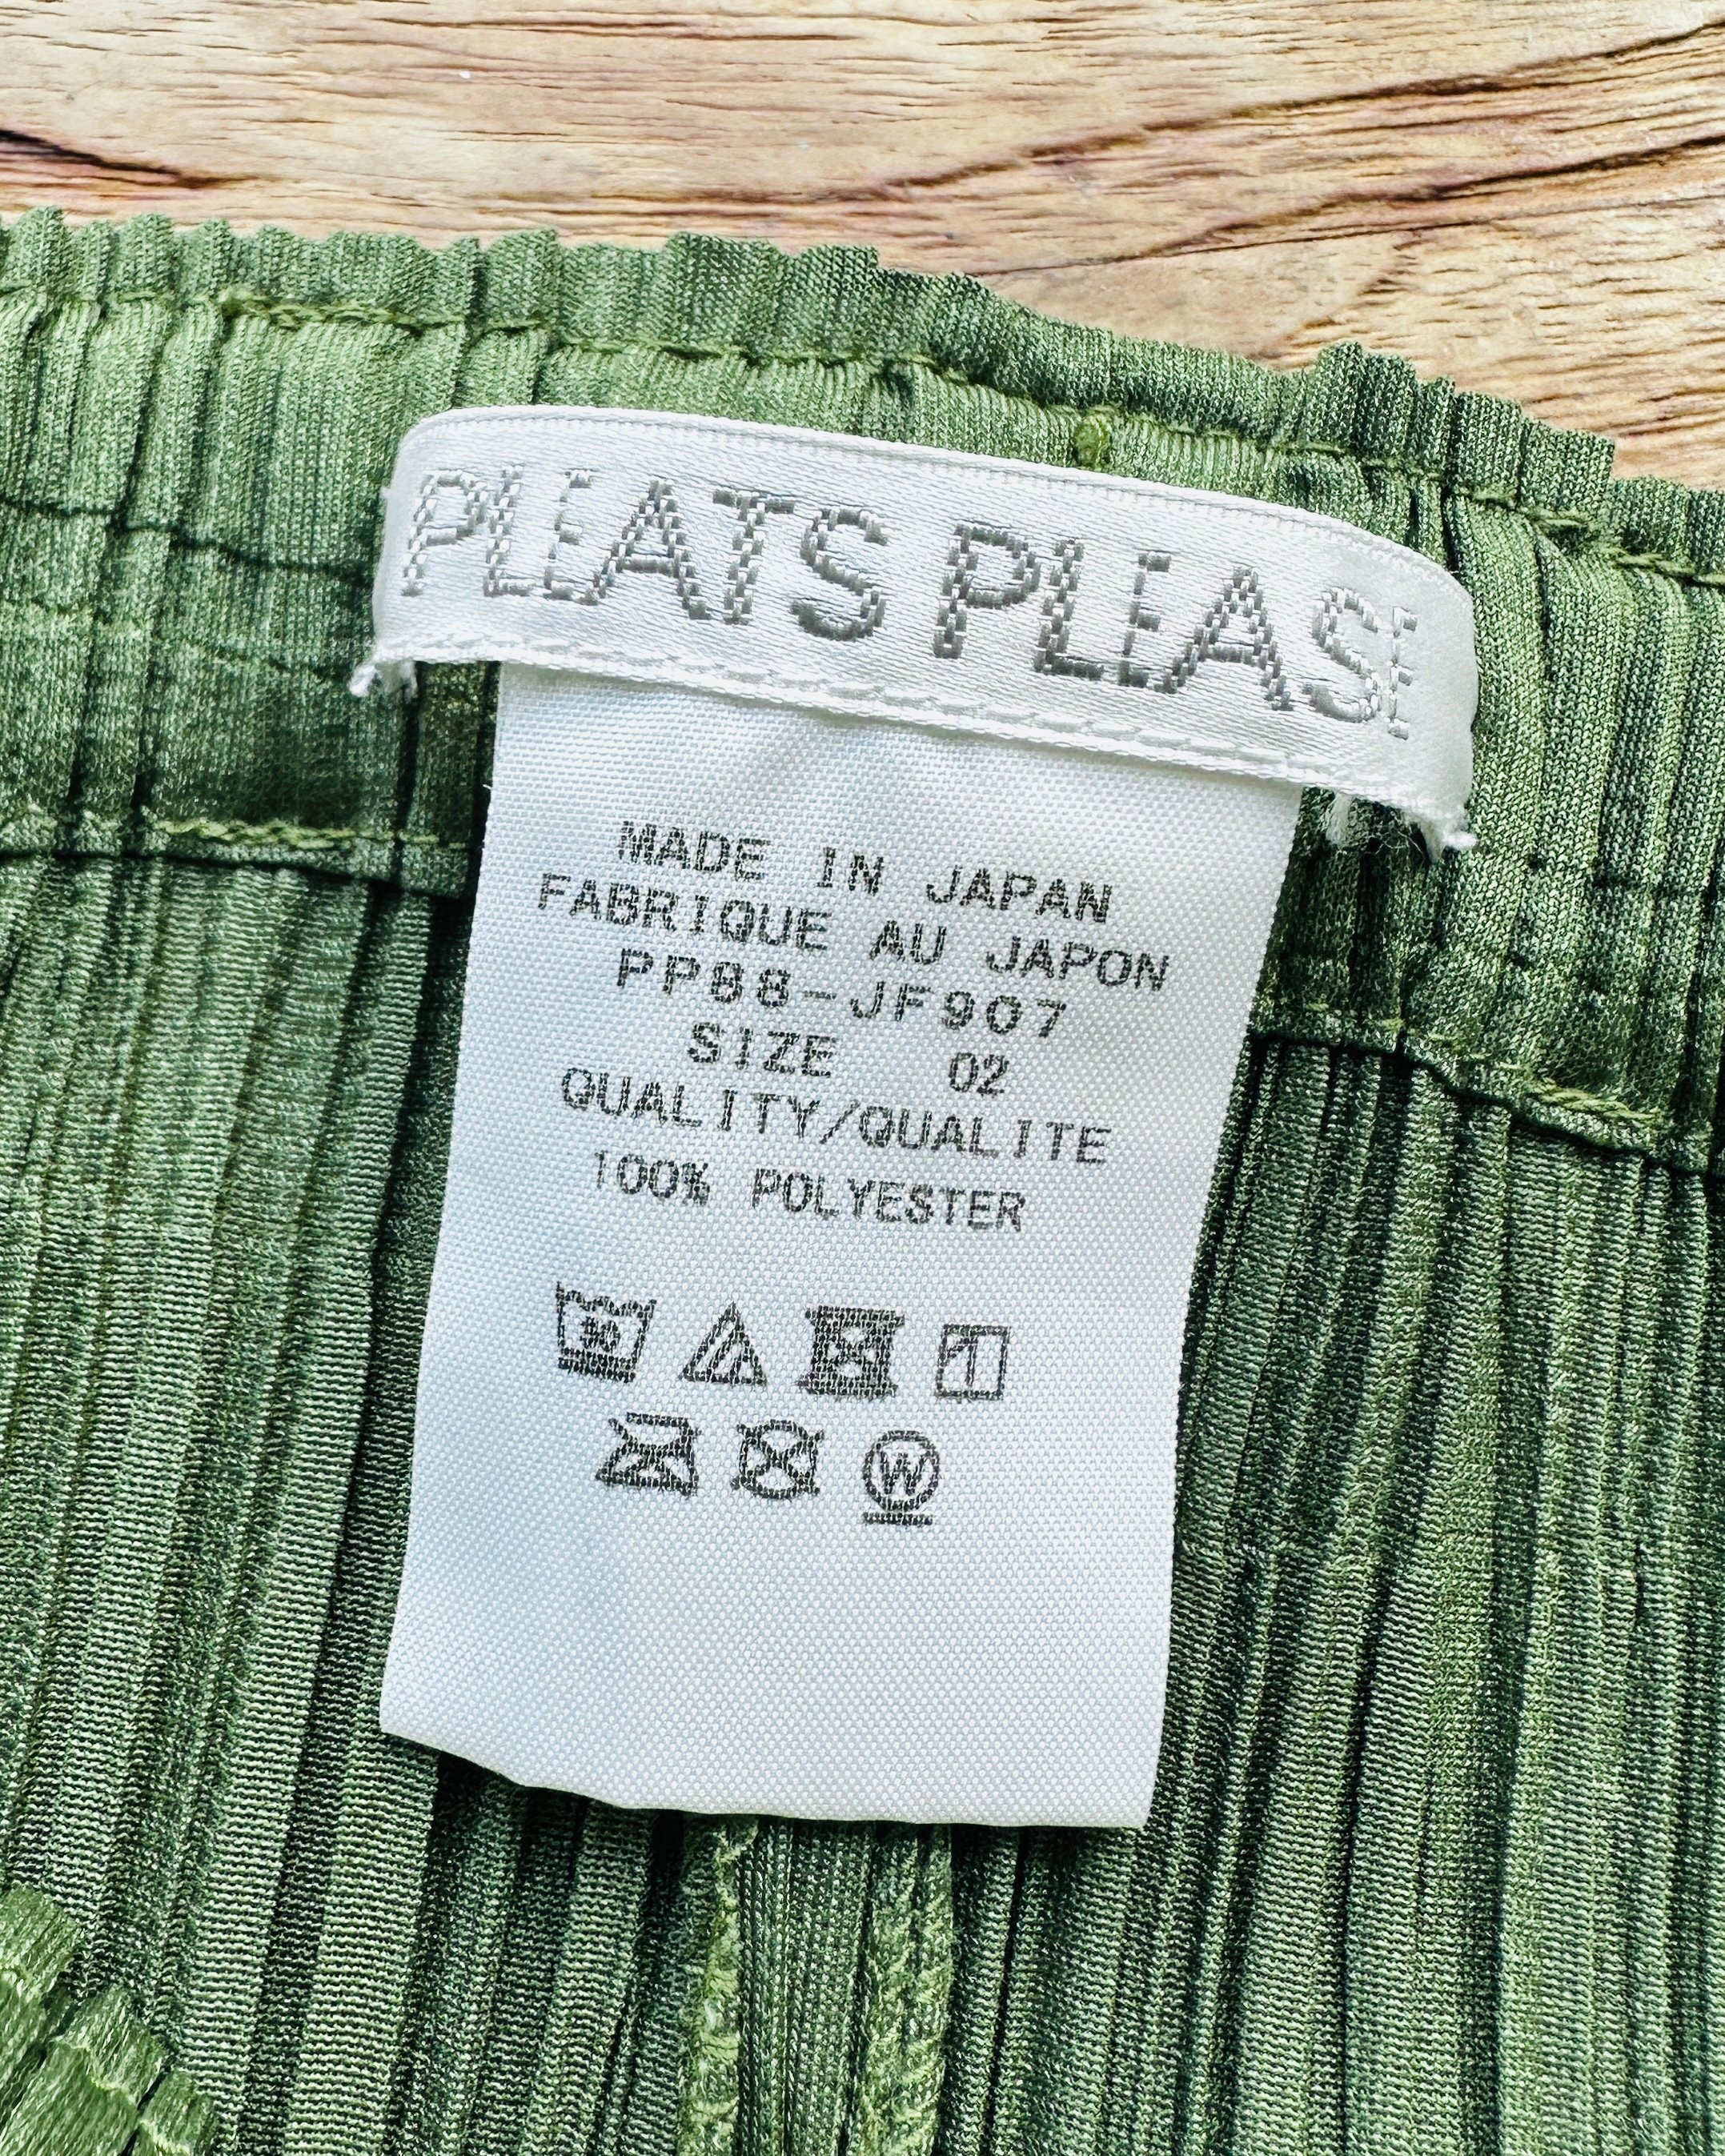 PLEATS PLEASE
MADE IN JAPAN
FABRIQUE AU JAPON
PP88-JF907
SIZE 02
QUALITY/QUALITE
100% POLYESTER
W